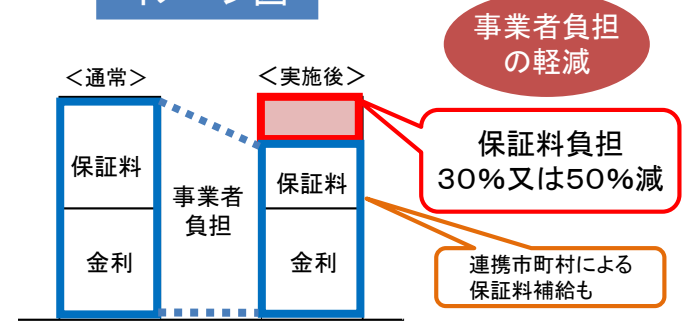 事業者負担
の軽減
＜通常＞
＜実施後＞
保証料負担
30%又は50%減
保証料
保証料
事業者
負担
金利
金利
連携市町村による
保証料補給も